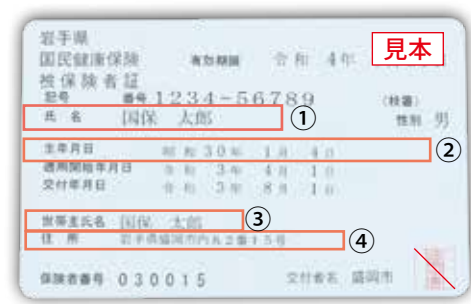 岩手県
見本
国民健康保険 有効期限 令和 4年
被保険者証
記号 番号 1234-56789 (枝番)
氏名 国保 太郎 ① 性別 男
生年月日 昭和30年 1月 4日 ②
適用開始年月日 令和 3年 4月 1日
交付年月日 令和 3年 8月 1日
世帯主氏名 国保 太郎 ③
住所 岩手県盛岡市内丸2番15号 ④
保険者番号 030015 交付者名 盛岡市